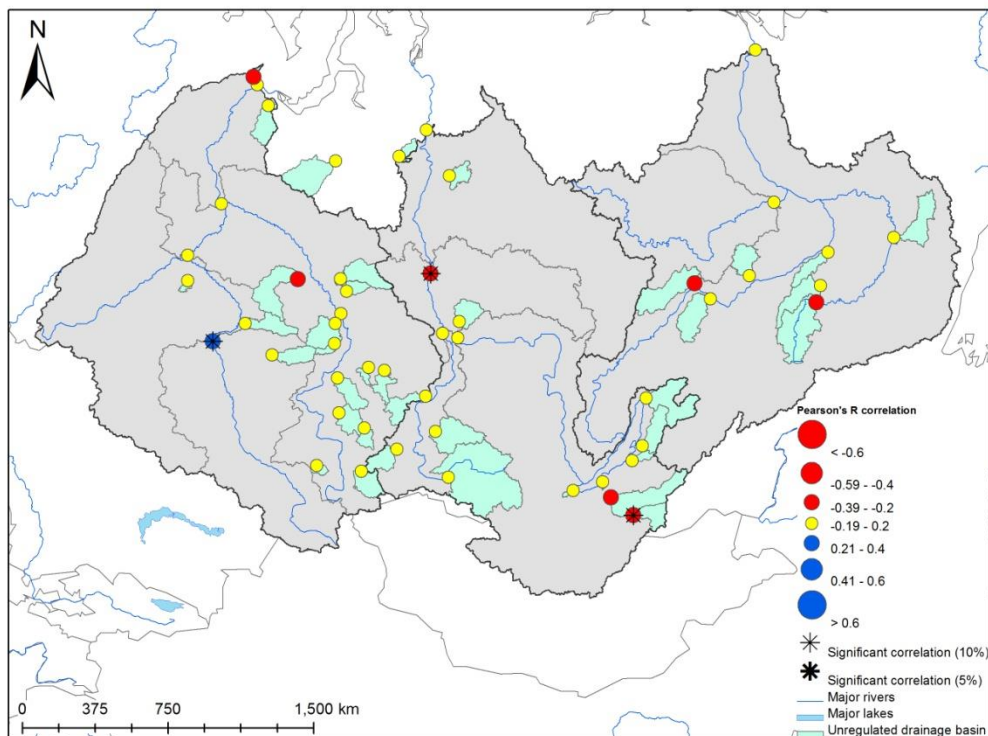 N
Pearson's R correlation
< -0.6
-0.59 - -0.4
-0.39 - -0.2
-0.19 - 0.2
0.21 - 0.4
0.41 - 0.6
> 0.6
Significant correlation (10%)
Significant correlation (5%)
Major rivers
Major lakes
Unregulated drainage basin
0 375 750 1,500 km